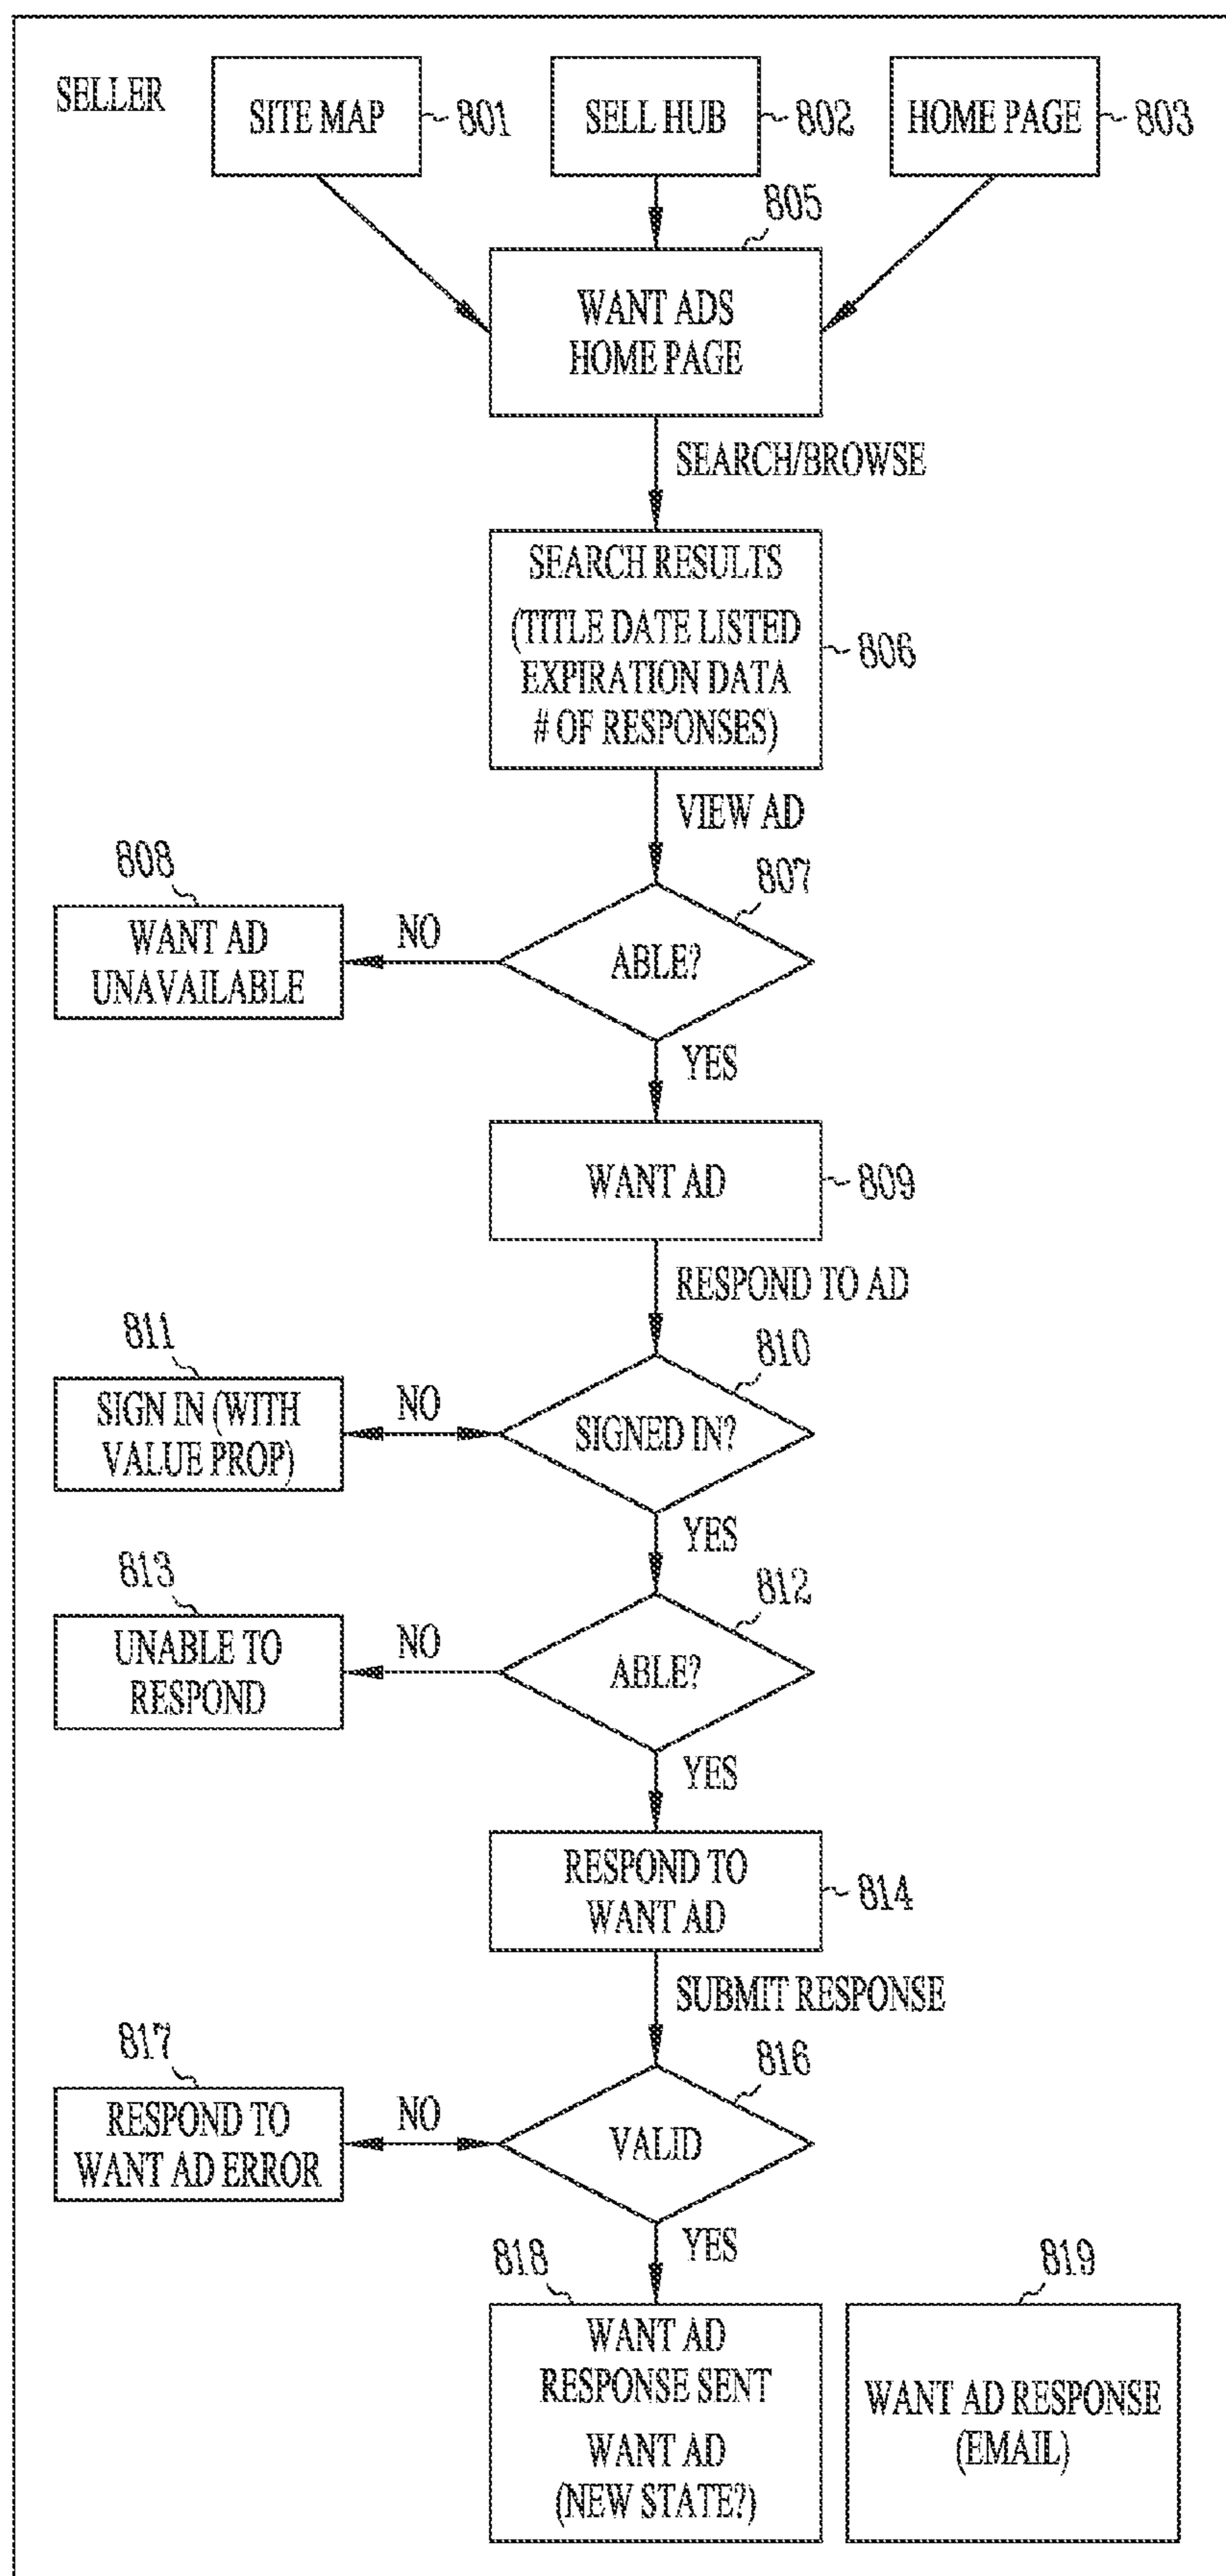 SELLER
SITE MAP
801
SELL HUB
802
HOME PAGE
803
805
WANT ADS
HOME PAGE
SEARCH/BROWSE
SEARCH RESULTS
(TITLE DATE LISTED
EXPIRATION DATA
# OF RESPONSES)
806
VIEW AD
807
ABLE?
NO
808
WANT AD
UNAVAILABLE
YES
WANT AD
809
RESPOND TO AD
810
SIGNED IN?
NO
811
SIGN IN (WITH
VALUE PROP)
YES
812
ABLE?
NO
813
UNABLE TO
RESPOND
YES
RESPOND TO
WANT AD
814
SUBMIT RESPONSE
816
VALID
NO
817
RESPOND TO
WANT AD ERROR
YES
818
WANT AD
RESPONSE SENT
WANT AD
(NEW STATE?)
819
WANT AD RESPONSE
(EMAIL)